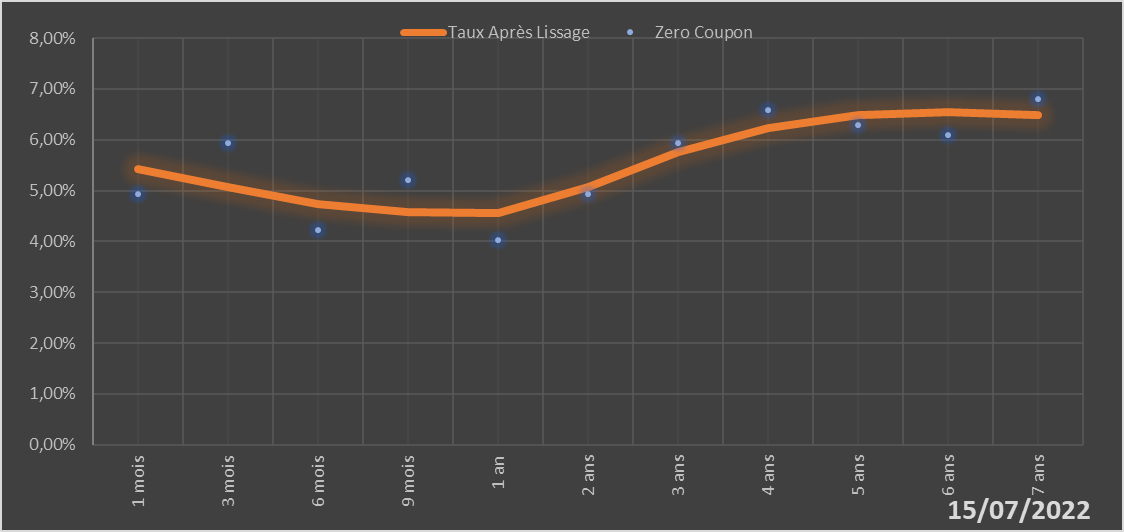 Taux Après Lissage
Zero Coupon
8,00%
7,00%
6,00%
5,00%
4,00%
3,00%
2,00%
1,00%
0,00%
1 mois
3 mois
6 mois
9 mois
1 an
2 ans
3 ans
4 ans
5 ans
6 ans
7 ans
15/07/2022